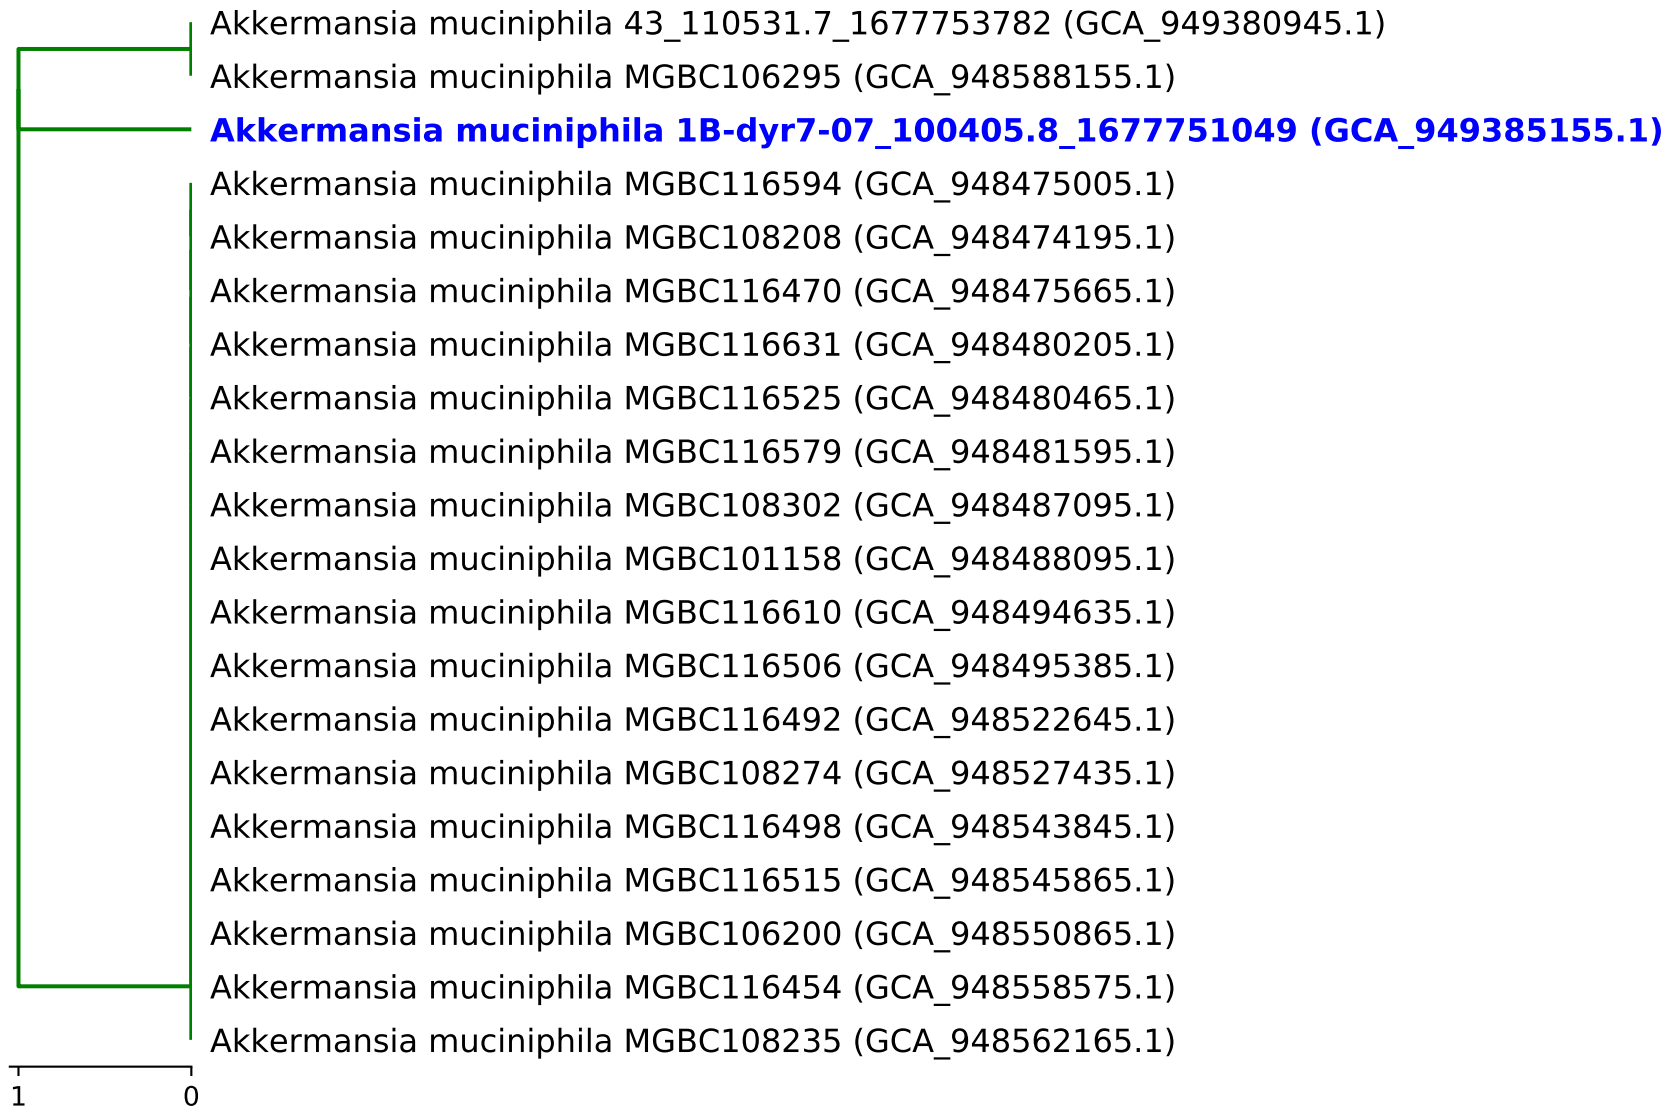 Akkermansia muciniphila 43_110531.7_1677753782 (GCA_949380945.1)
Akkermansia muciniphila MGBC106295 (GCA_948588155.1)
Akkermansia muciniphila 1B-dyr7-07_100405.8_1677751049 (GCA_949385155.1)
Akkermansia muciniphila MGBC116594 (GCA_948475005.1)
Akkermansia muciniphila MGBC108208 (GCA_948474195.1)
Akkermansia muciniphila MGBC116470 (GCA_948475665.1)
Akkermansia muciniphila MGBC116631 (GCA_948480205.1)
Akkermansia muciniphila MGBC116525 (GCA_948480465.1)
Akkermansia muciniphila MGBC116579 (GCA_948481595.1)
Akkermansia muciniphila MGBC108302 (GCA_948487095.1)
Akkermansia muciniphila MGBC101158 (GCA_948488095.1)
Akkermansia muciniphila MGBC116610 (GCA_948494635.1)
Akkermansia muciniphila MGBC116506 (GCA_948495385.1)
Akkermansia muciniphila MGBC116492 (GCA_948522645.1)
Akkermansia muciniphila MGBC108274 (GCA_948527435.1)
Akkermansia muciniphila MGBC116498 (GCA_948543845.1)
Akkermansia muciniphila MGBC116515 (GCA_948545865.1)
Akkermansia muciniphila MGBC106200 (GCA_948550865.1)
Akkermansia muciniphila MGBC116454 (GCA_948558575.1)
Akkermansia muciniphila MGBC108235 (GCA_948562165.1)
1 0